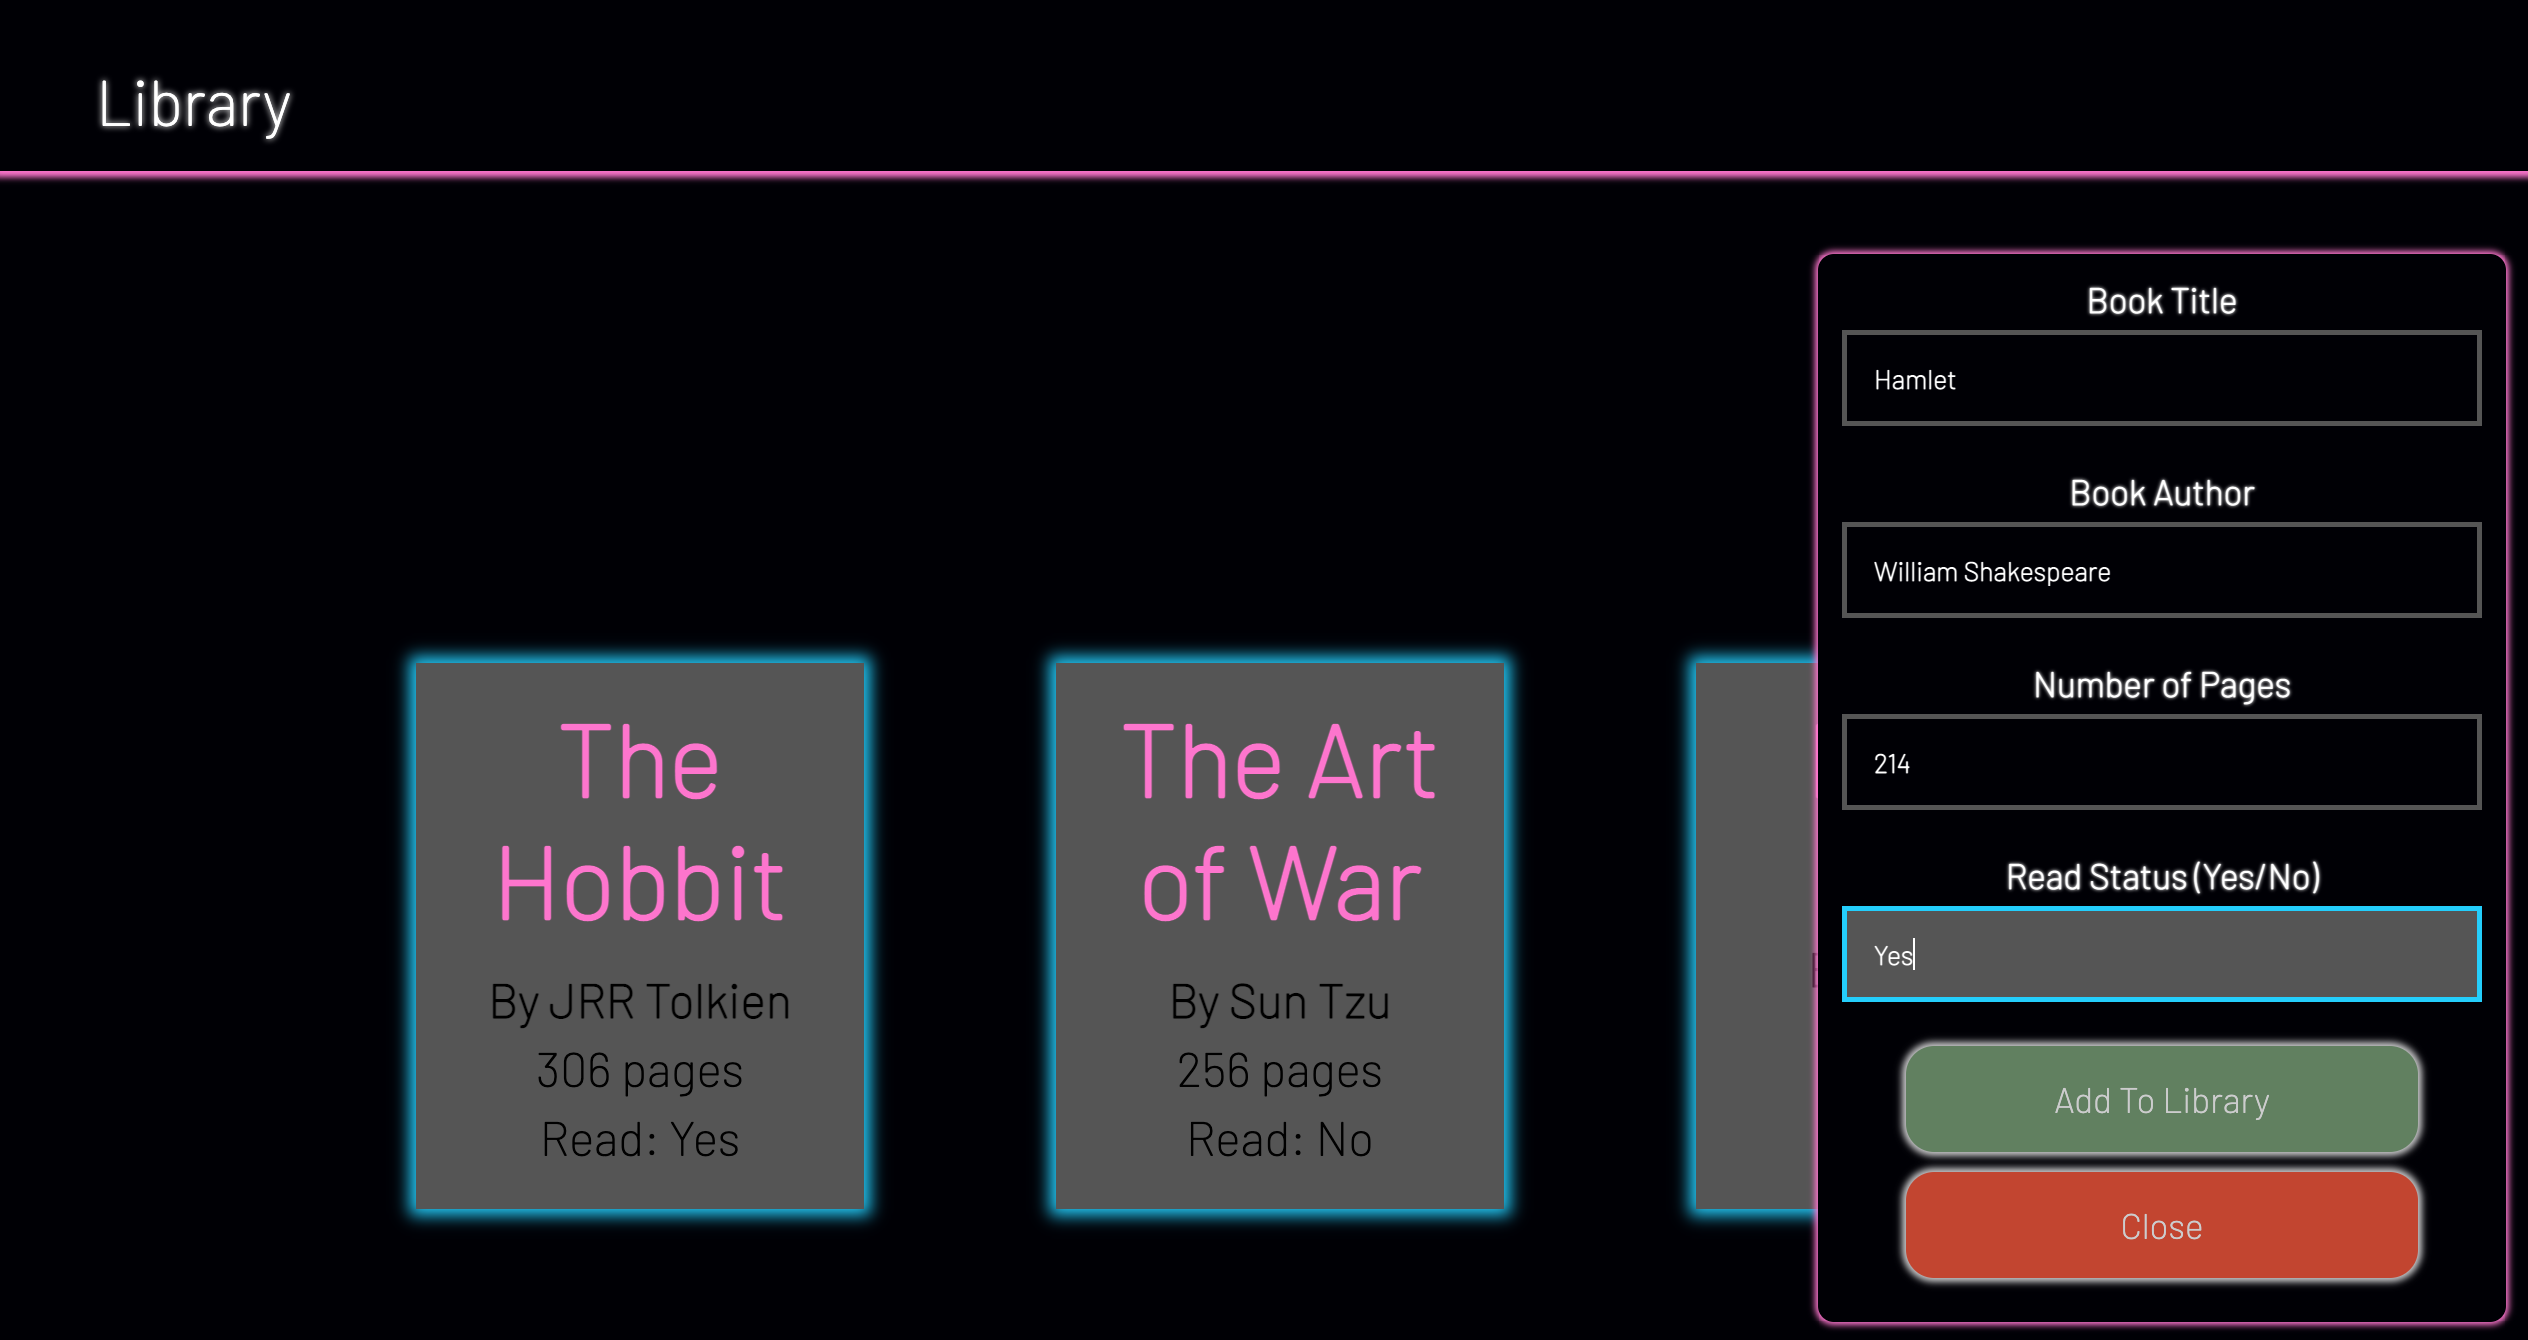 Library
The
Hobbit
By JRR Tolkien
306 pages
Read: Yes
The Art
of War
By Sun Tzu
256 pages
Read: No
Book Title
Hamlet
Book Author
William Shakespeare
Number of Pages
214
Read Status (Yes/No)
Yes
Add To Library
Close